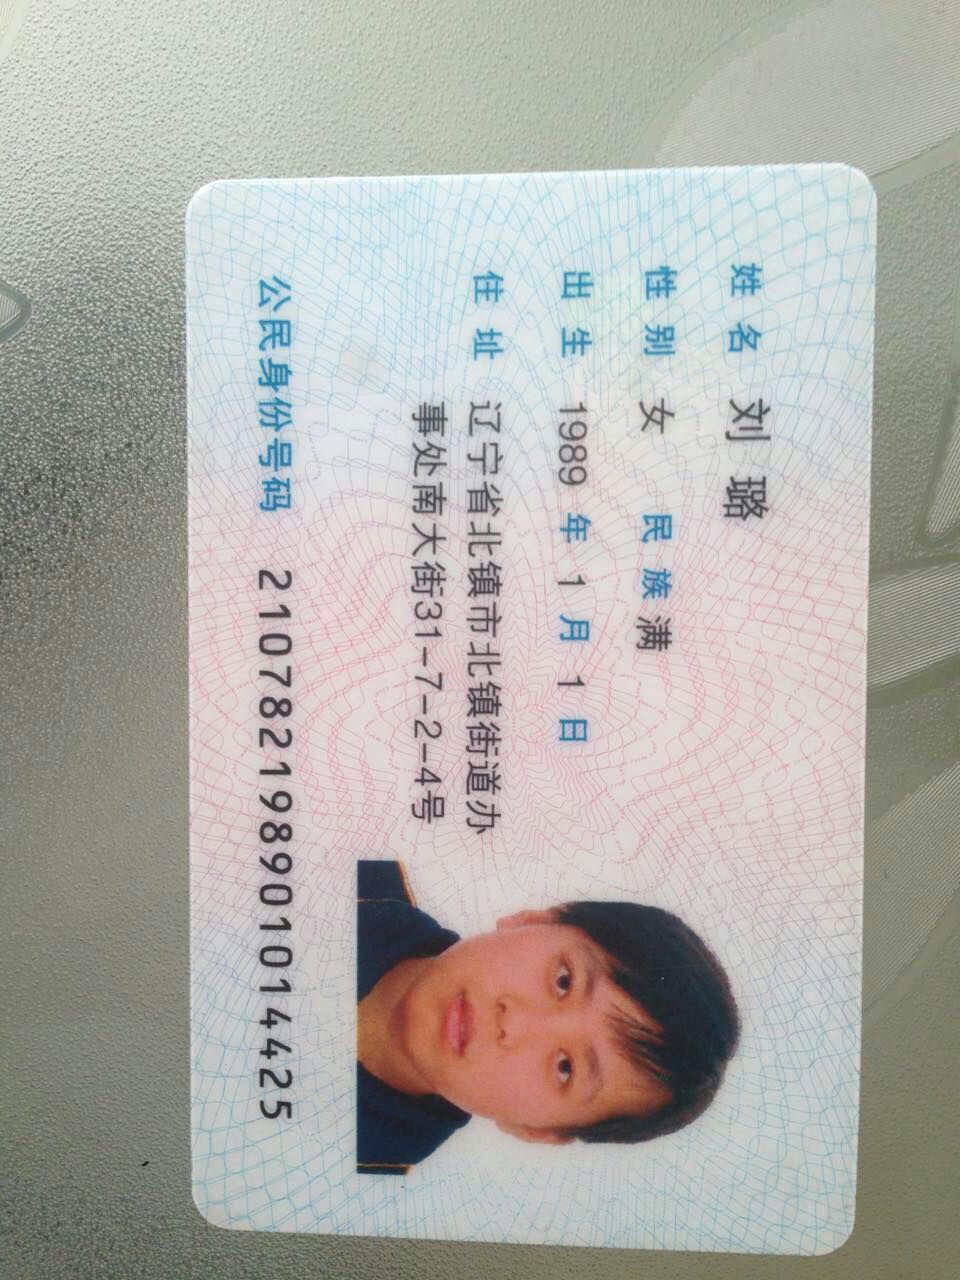 姓名 刘璐
性别 女 民族 满
出生 1989 年 1 月 1 日
住址 辽宁省北镇市北镇街道办
事处南大街31-7-2-4号
公民身份号码 210782198901014425